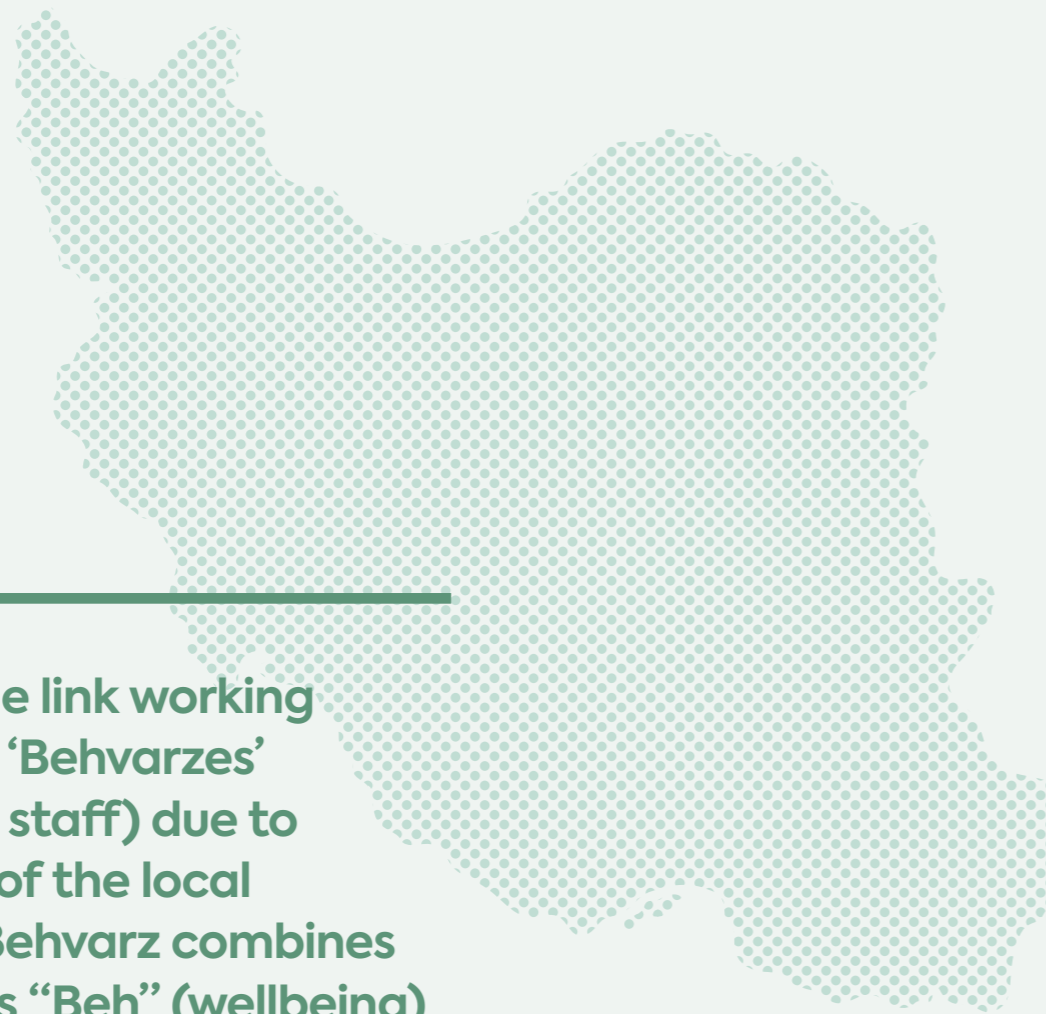 e link working
‘Behvarzes’
staff) due to
of the local
Behvarz combines
s “Beh” (wellbeing)